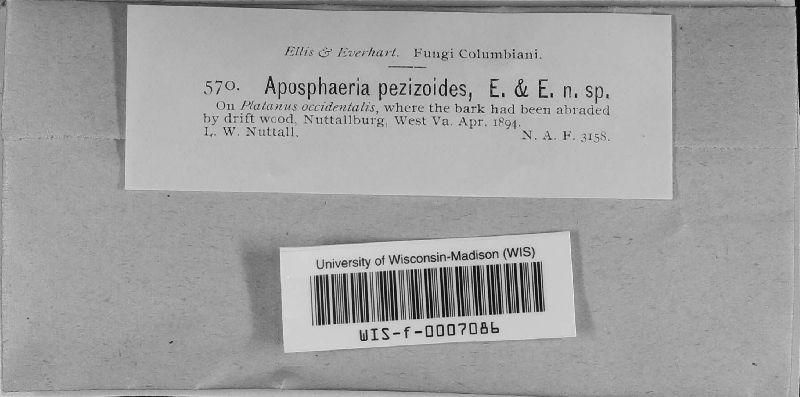 Ellis & Everhart. Fungi Columbiani.
570. Aposphaeria pezizoides, E. & E. n. sp.
On Platanus occidentalis, where the bark had been abraded
by drift wood, Nuttallburg, West Va. Apr. 1894.
L. W. Nuttall. N. A. F. 3158.
University of Wisconsin-Madison (WIS)
WIS-f-0007086